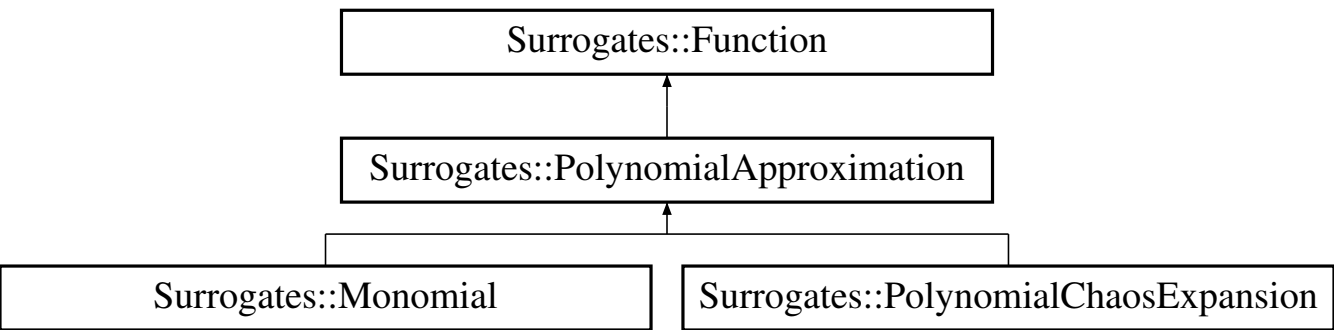 Surrogates::Function
Surrogates::PolynomialApproximation
Surrogates::Monomial
Surrogates::PolynomialChaosExpansion